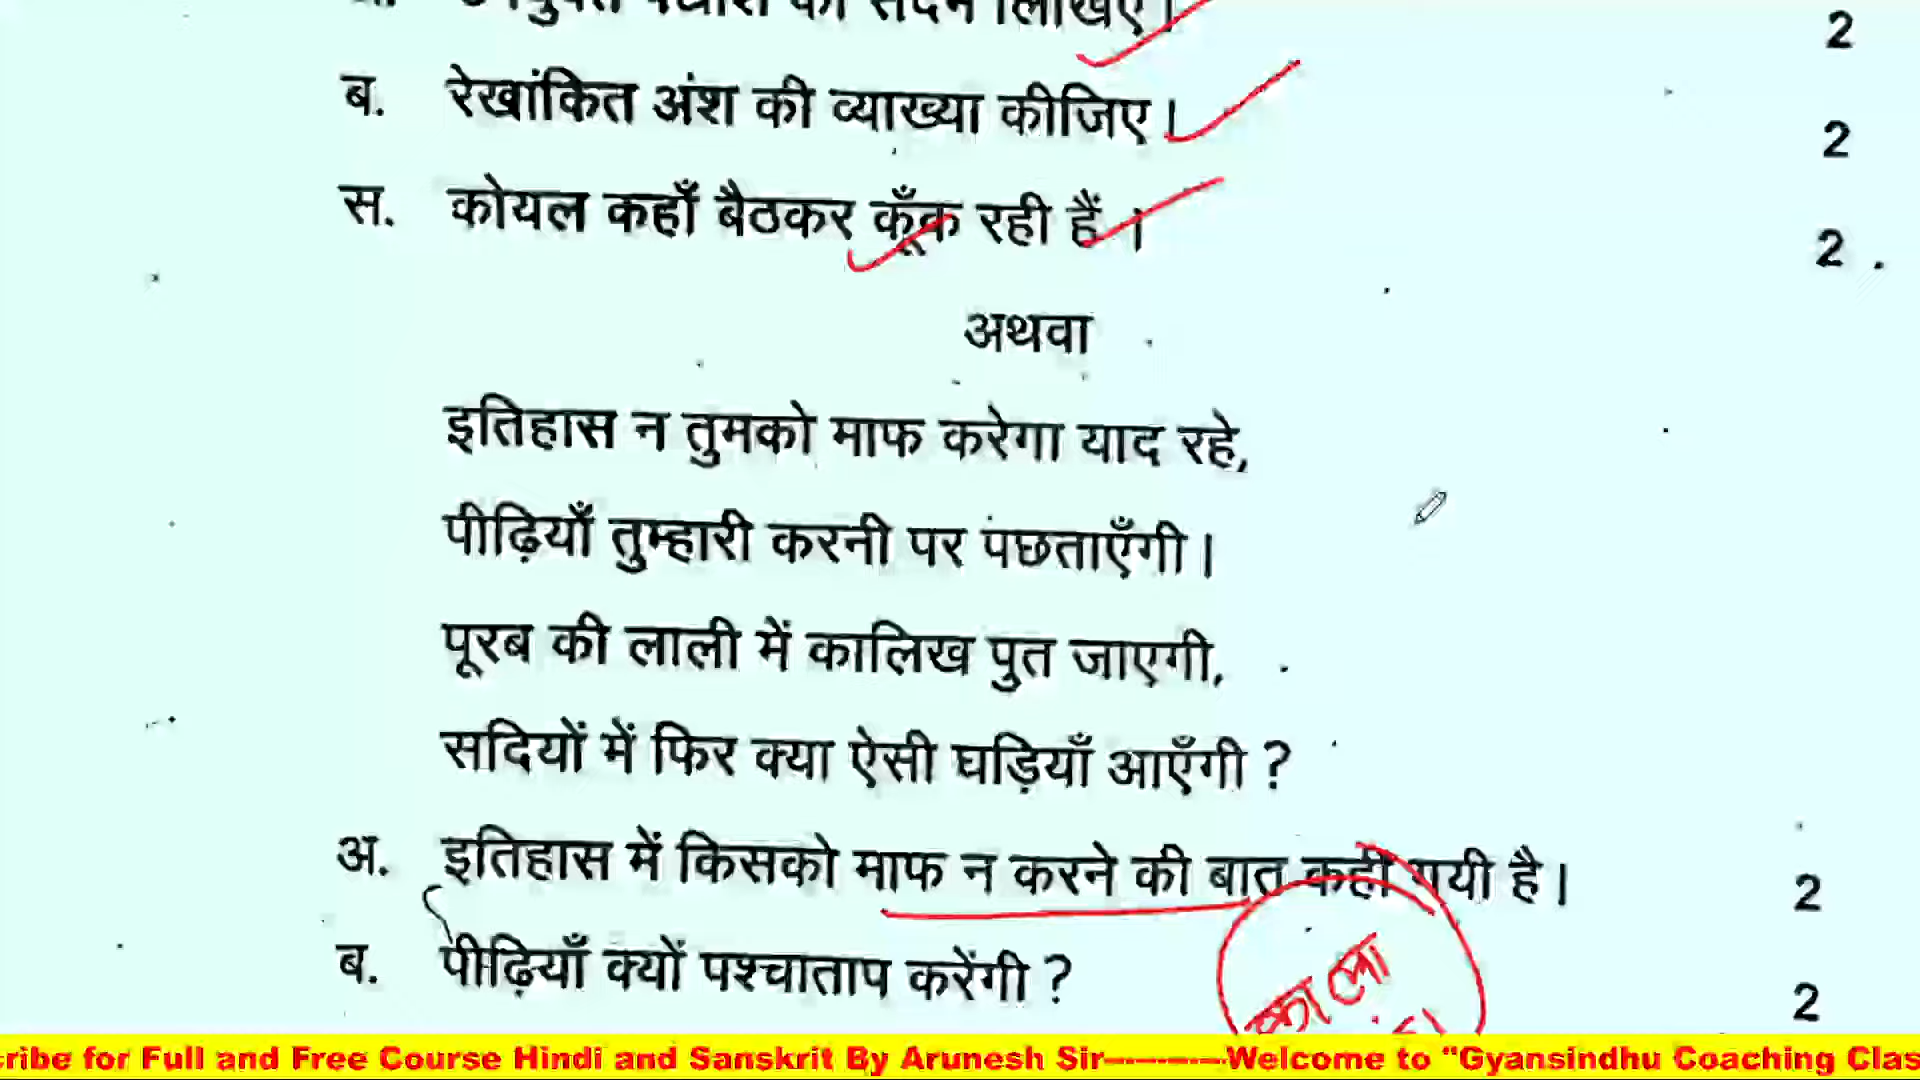 लिखिए। 2
ब. रेखांकित अंश की व्याख्या कीजिए। 2
स. कोयल कहाँ बैठकर कूँक रही हैं । 2
अथवा
इतिहास न तुमको माफ करेगा याद रहे,
पीढ़ियाँ तुम्हारी करनी पर पछताएँगी।
पूरब की लाली में कालिख पुत जाएगी,
सदियों में फिर क्या ऐसी घड़ियाँ आएँगी ?
अ. इतिहास में किसको माफ न करने की बात कही गयी है। 2
ब. पीढ़ियाँ क्यों पश्चाताप करेंगी ? 2
काला
cribe for Full and Free Course Hindi and Sanskrit By Arunesh Sir-----------Welcome to "Gyansindhu Coaching Clas